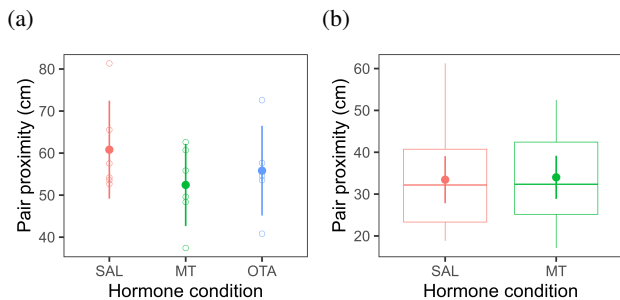 (a)
(b)
Pair proximity (cm)
80
70
60
50
40
SAL MT OTA
Hormone condition
Pair proximity (cm)
60
50
40
30
20
SAL MT
Hormone condition